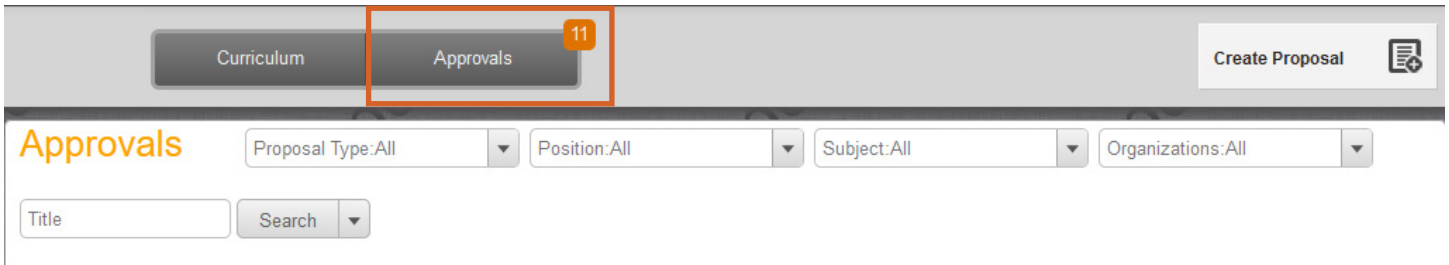 11
Curriculum Approvals Create Proposal
Approvals Proposal Type:All Position:All Subject:All Organizations:All
Title Search